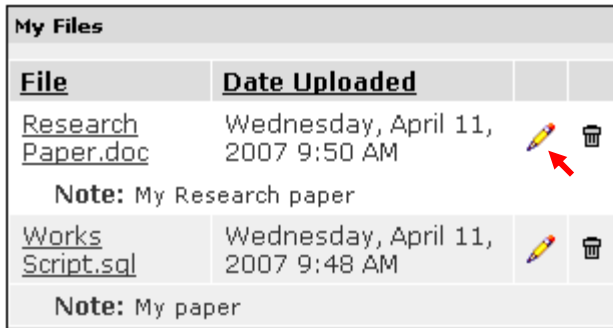 My Files
File Date Uploaded
Research Wednesday, April 11,
Paper.doc 2007 9:50 AM
Note: My Research paper
Works Wednesday, April 11,
Script.sql 2007 9:48 AM
Note: My paper